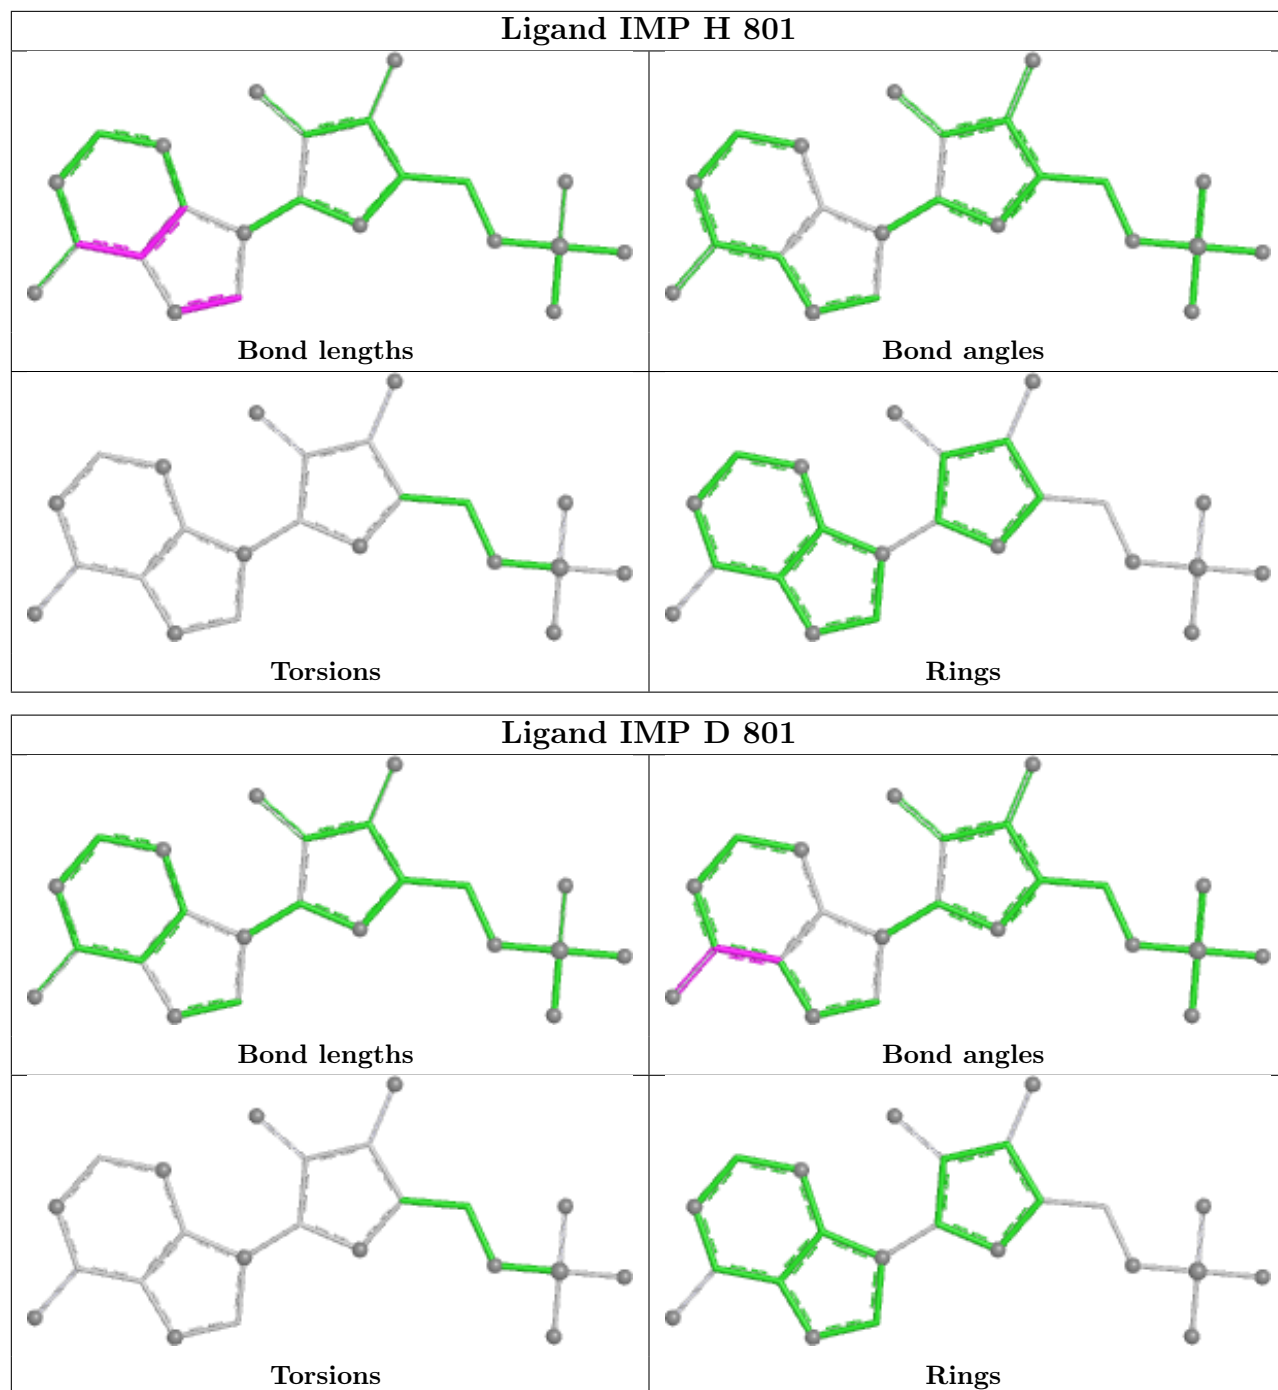 Ligand IMP H 801
Bond lengths
Bond angles
Torsions
Rings
Ligand IMP D 801
Bond lengths
Bond angles
Torsions
Rings